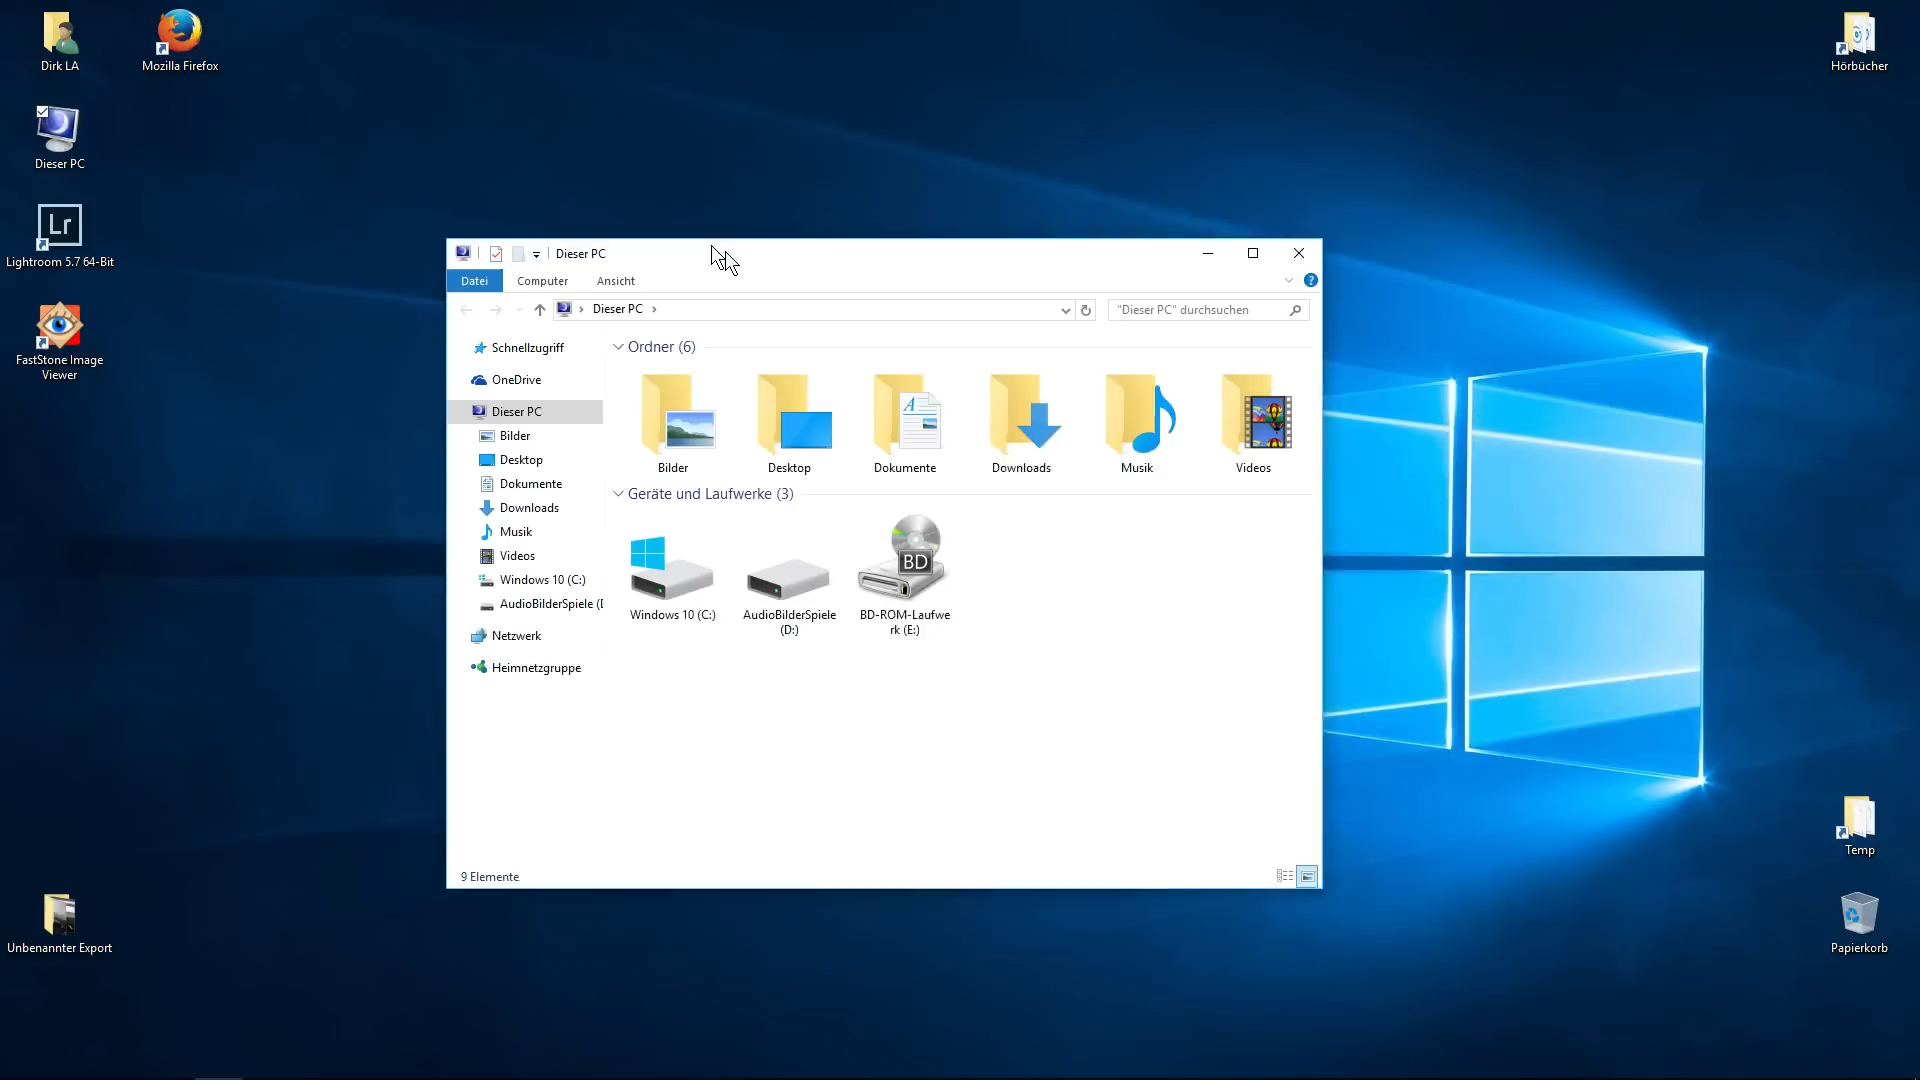 Dirk LA
Mozilla Firefox
Hörbücher
Dieser PC
Lr
Lightroom 5.7 64-Bit
FastStone Image
Viewer
Dieser PC
Datei Computer Ansicht
Dieser PC
"Dieser PC" durchsuchen
Schnellzugriff
OneDrive
Dieser PC
Bilder
Desktop
Dokumente
Downloads
Musik
Videos
Windows 10 (C:)
AudioBilderSpiele (D
Netzwerk
Heimnetzgruppe
Ordner (6)
Bilder
Desktop
A
Dokumente
Downloads
Musik
Videos
Geräte und Laufwerke (3)
Windows 10 (C:)
AudioBilderSpiele
(D:)
BD
BD-ROM-Laufwe
rk (E:)
9 Elemente
Temp
Unbenannter Export
Papierkorb